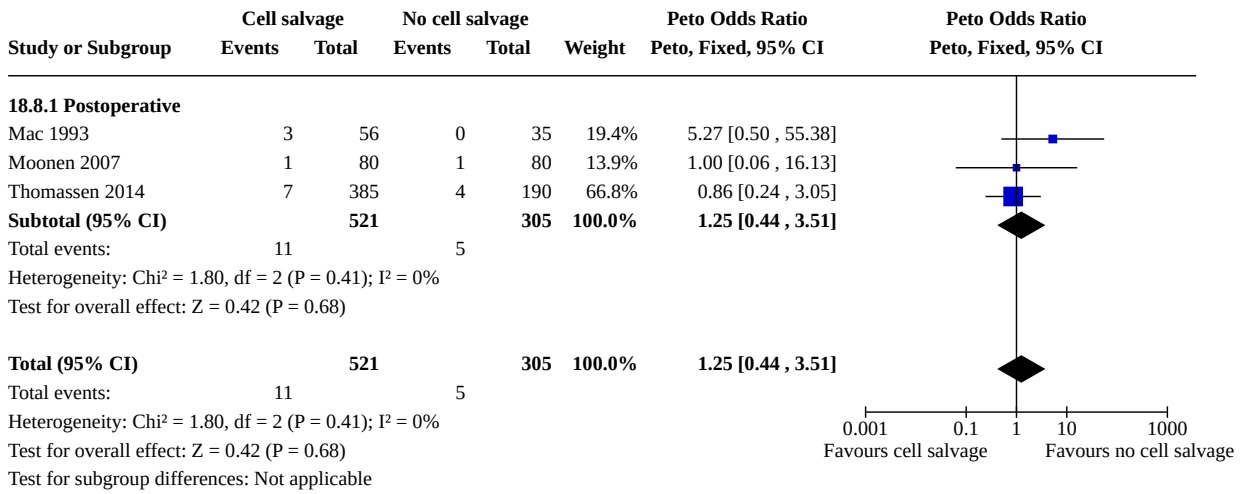 Cell salvage No cell salvage Peto Odds Ratio Peto Odds Ratio
Study or Subgroup Events Total Events Total Weight Peto, Fixed, 95% CI Peto, Fixed, 95% CI
18.8.1 Postoperative
Mac 1993 3 56 0 35 19.4% 5.27 [0.50 , 55.38]
Moonen 2007 1 80 1 80 13.9% 1.00 [0.06 , 16.13]
Thomassen 2014 7 385 4 190 66.8% 0.86 [0.24 , 3.05]
Subtotal (95% CI) 521 305 100.0% 1.25 [0.44 , 3.51]
Total events: 11 5
Heterogeneity: Chi² = 1.80, df = 2 (P = 0.41); I² = 0%
Test for overall effect: Z = 0.42 (P = 0.68)
Total (95% CI) 521 305 100.0% 1.25 [0.44 , 3.51]
Total events: 11 5
Heterogeneity: Chi² = 1.80, df = 2 (P = 0.41); I² = 0%
0.001 0.1 1 10 1000
Test for overall effect: Z = 0.42 (P = 0.68)
Favours cell salvage Favours no cell salvage
Test for subgroup differences: Not applicable